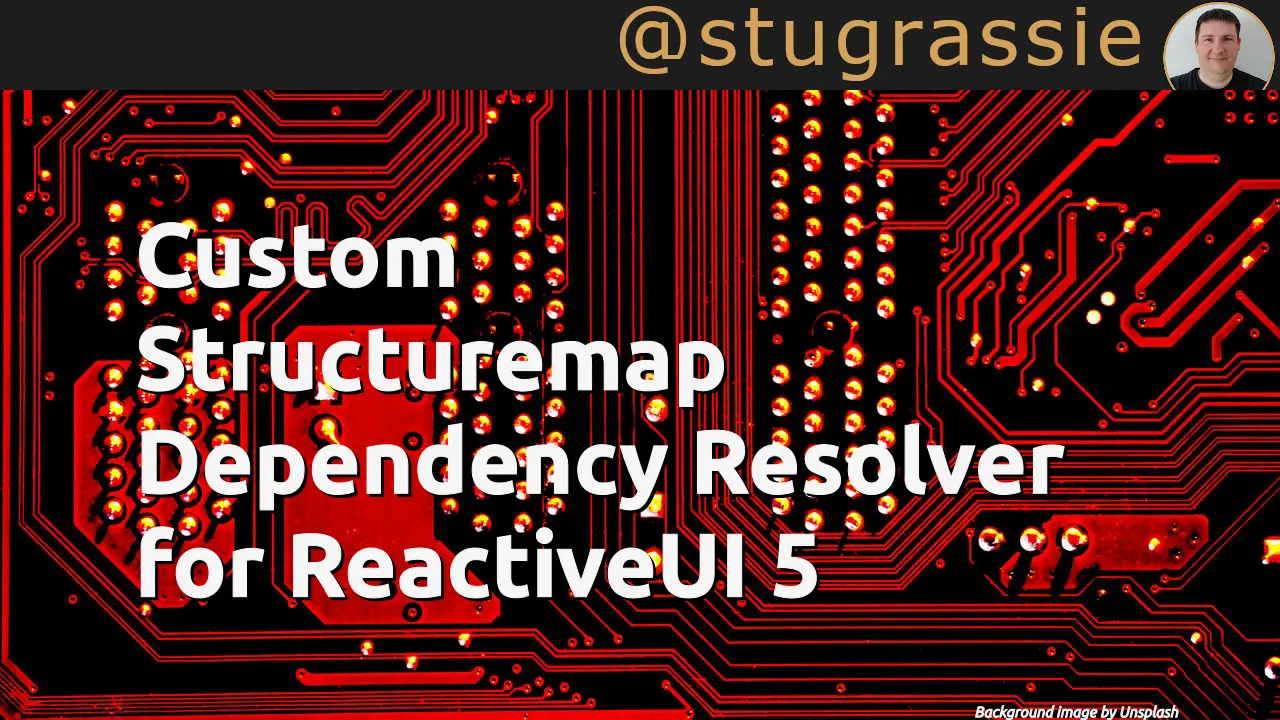 @stugrassie
Custom
Structuremap
Dependency Resolver
for ReactiveUI 5
Background image by Unsplash